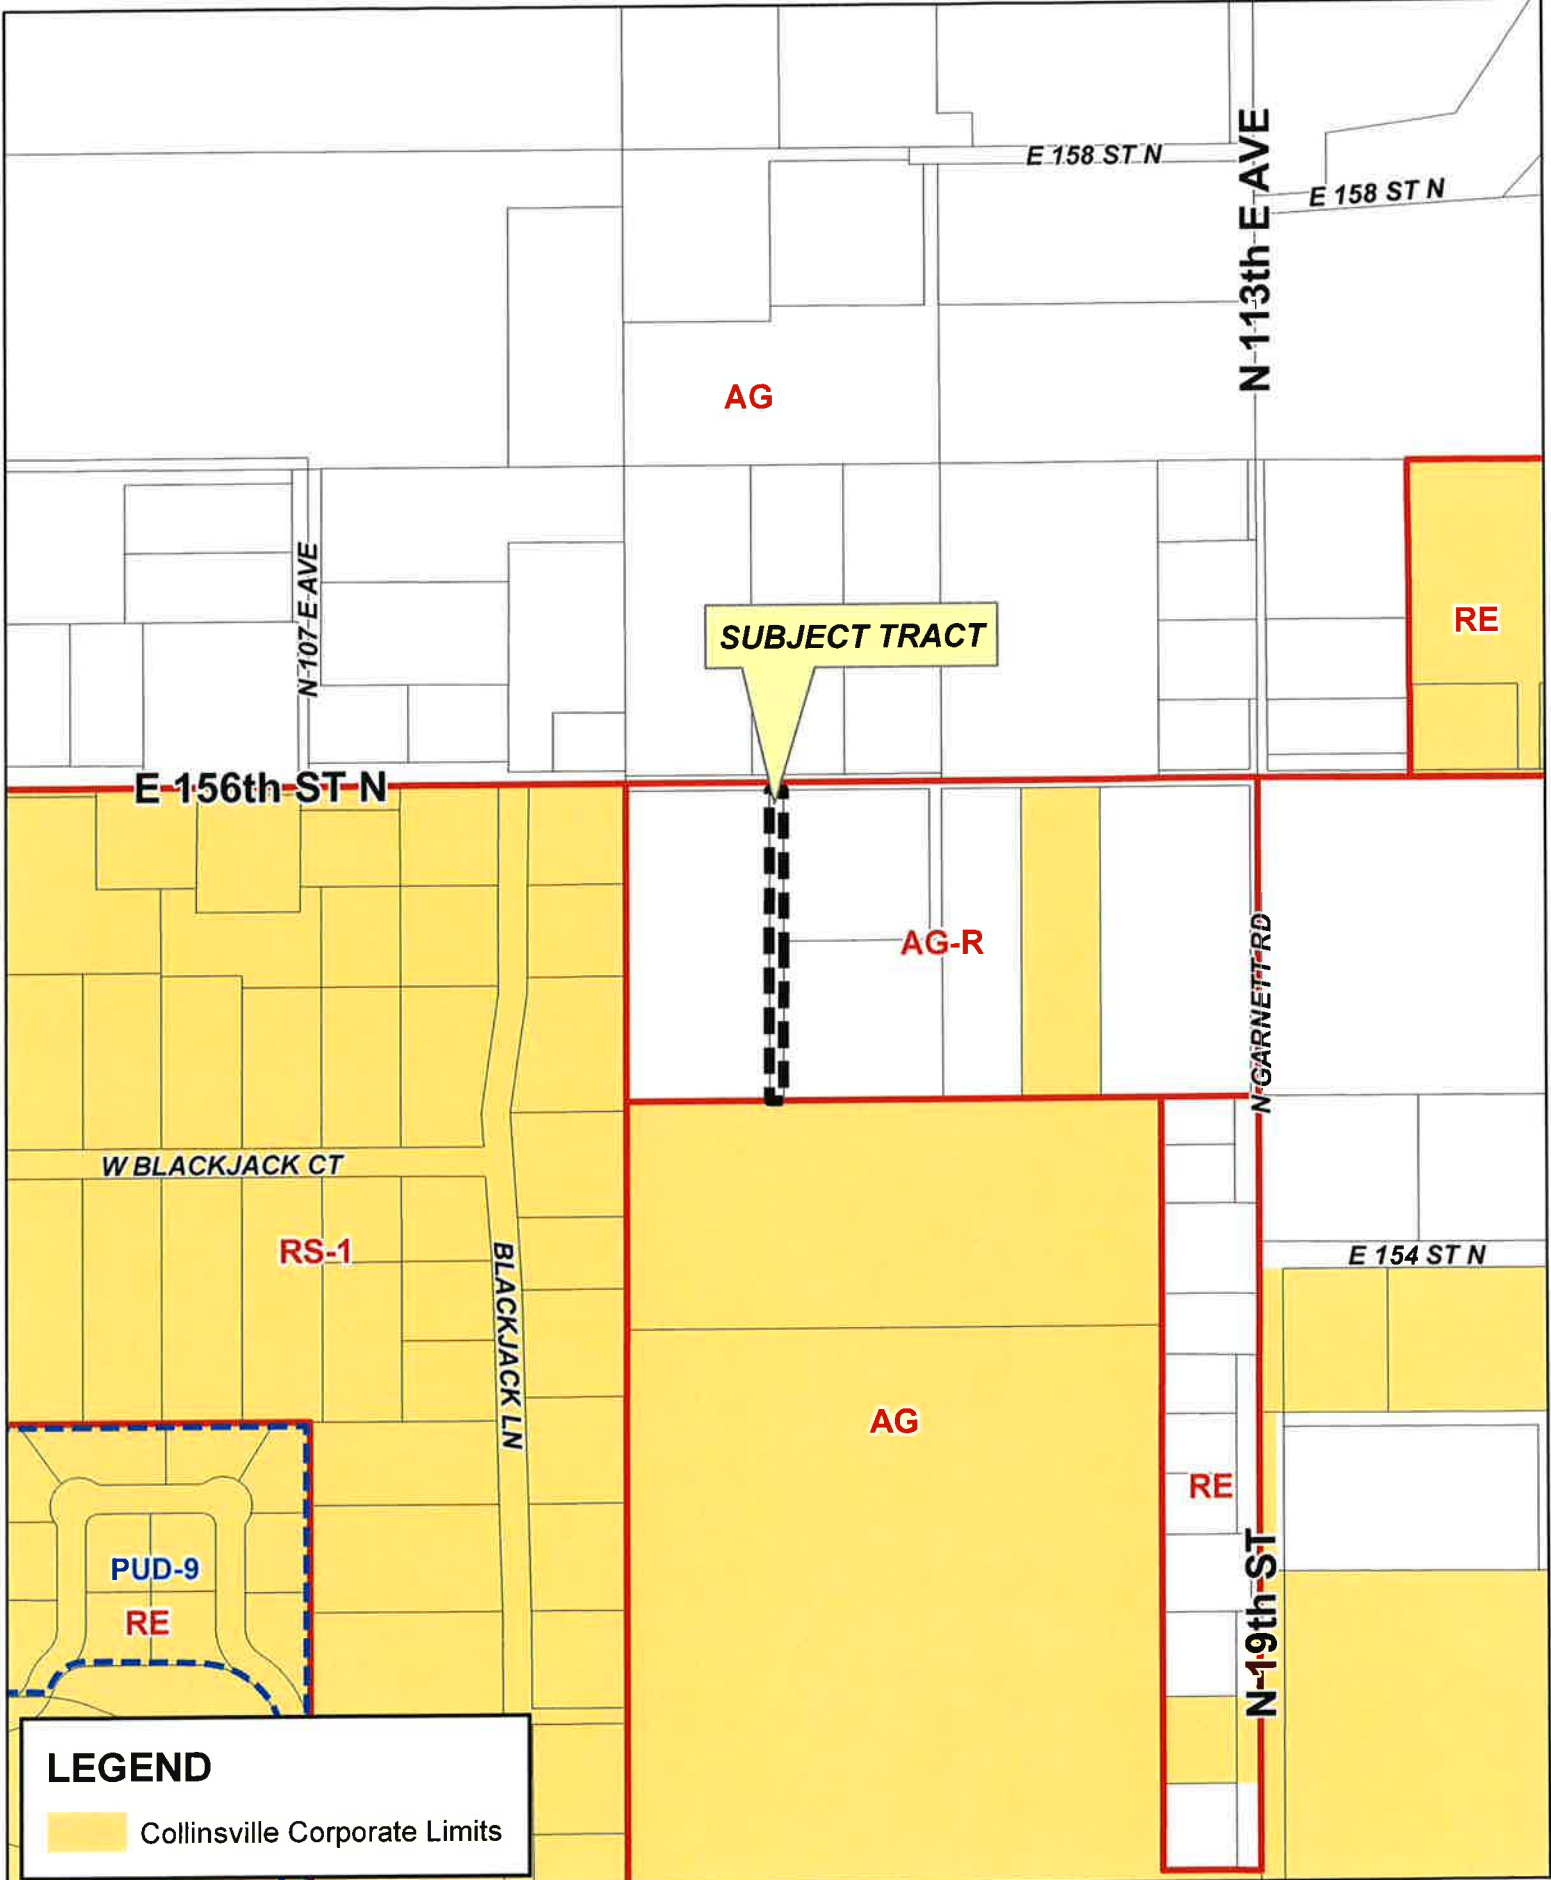 E 158 ST N
N 113th E AVE
E 158 ST N
AG
N 107 E AVE
RE
SUBJECT TRACT
E 156th ST N
AG-R
N GARNETT RD
W BLACKJACK CT
RS-1
BLACKJACK LN
E 154 ST N
AG
RE
N 19th ST
PUD-9
RE
LEGEND
Collinsville Corporate Limits